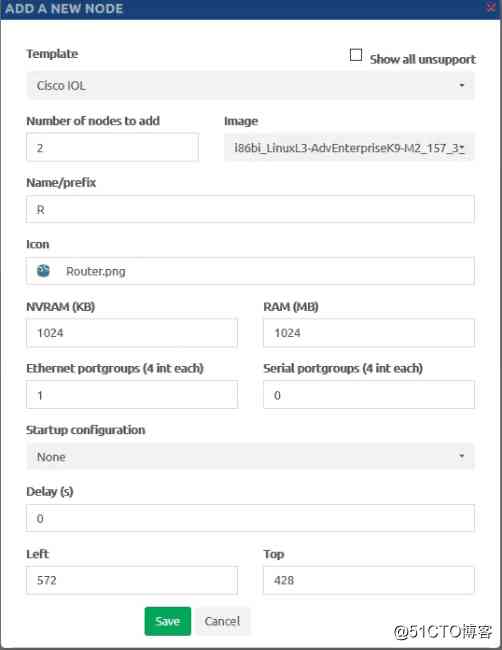 ADD A NEW NODE
Template
Show all unsupport
Cisco IOL
Number of nodes to add
Image
2
i86bi_LinuxL3-AdvEnterpriseK9-M2_157_3
Name/prefix
R
Icon
Router.png
NVRAM (KB)
RAM (MB)
1024
1024
Ethernet portgroups (4 int each)
Serial portgroups (4 int each)
1
0
Startup configuration
None
Delay (s)
0
Left
Top
572
428
Save
Cancel
@51CTO博客